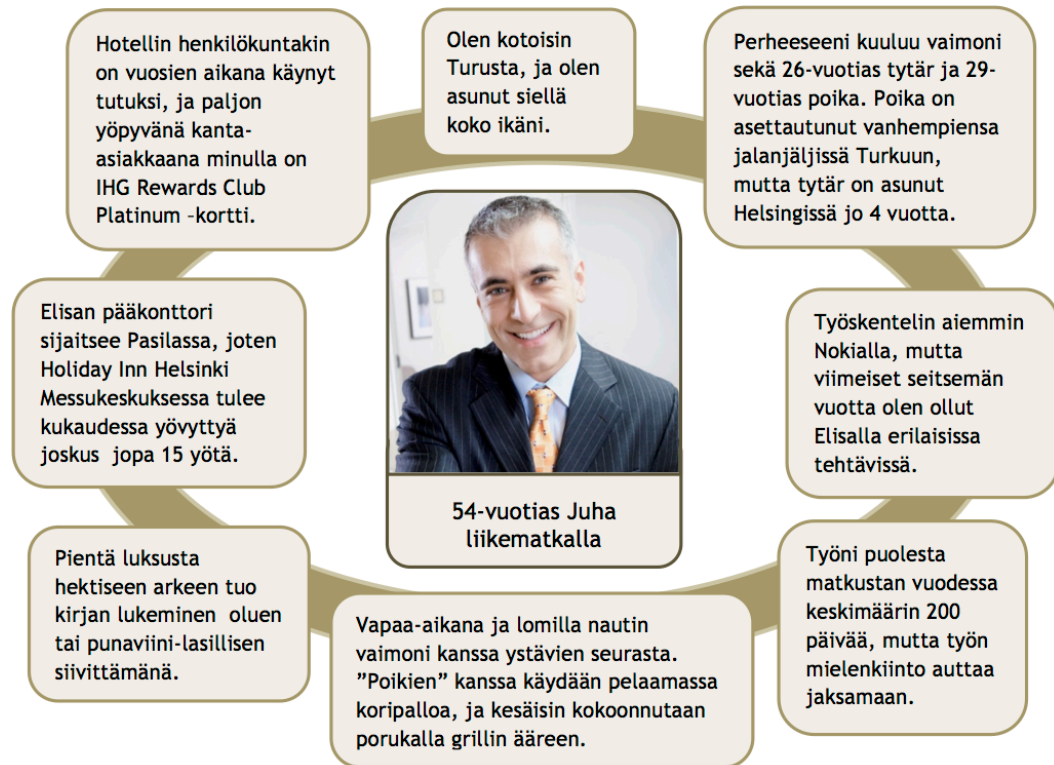 Hotellin henkilökuntakin
on vuosien aikana käynyt
tutuksi, ja paljon
yöpyvänä kanta-
asiakkaana minulla on
IHG Rewards Club
Platinum –kortti.
Olen kotoisin
Turusta, ja olen
asunut siellä
koko ikäni.
Perheeseeni kuuluu vaimoni
sekä 26-vuotias tytär ja 29-
vuotias poika. Poika on
asettautunut vanhempiensa
jalanjäljissä Turkuun,
mutta tytär on asunut
Helsingissä jo 4 vuotta.
Elisan pääkonttori
sijaitsee Pasilassa, joten
Holiday Inn Helsinki
Messukeskuksessa tulee
kukaudessa yövyttyä
joskus jopa 15 yötä.
54-vuotias Juha
liikematkalla
Työskentelin aiemmin
Nokialla, mutta
viimeiset seitsemän
vuotta olen ollut
Elisalla erilaisissa
tehtävissä.
Pientä luksusta
hektiseen arkeen tuo
kirjan lukeminen oluen
tai punaviini-lasillisen
siivittämänä.
Vapaa-aikana ja lomilla nautin
vaimoni kanssa ystävien seurasta.
”Poikien” kanssa käydään pelaamassa
koripalloa, ja kesäisin kokoonnutaan
porukalla grillin ääreen.
Työni puolesta
matkustan vuodessa
keskimäärin 200
päivää, mutta työn
mielenkiinto auttaa
jaksamaan.